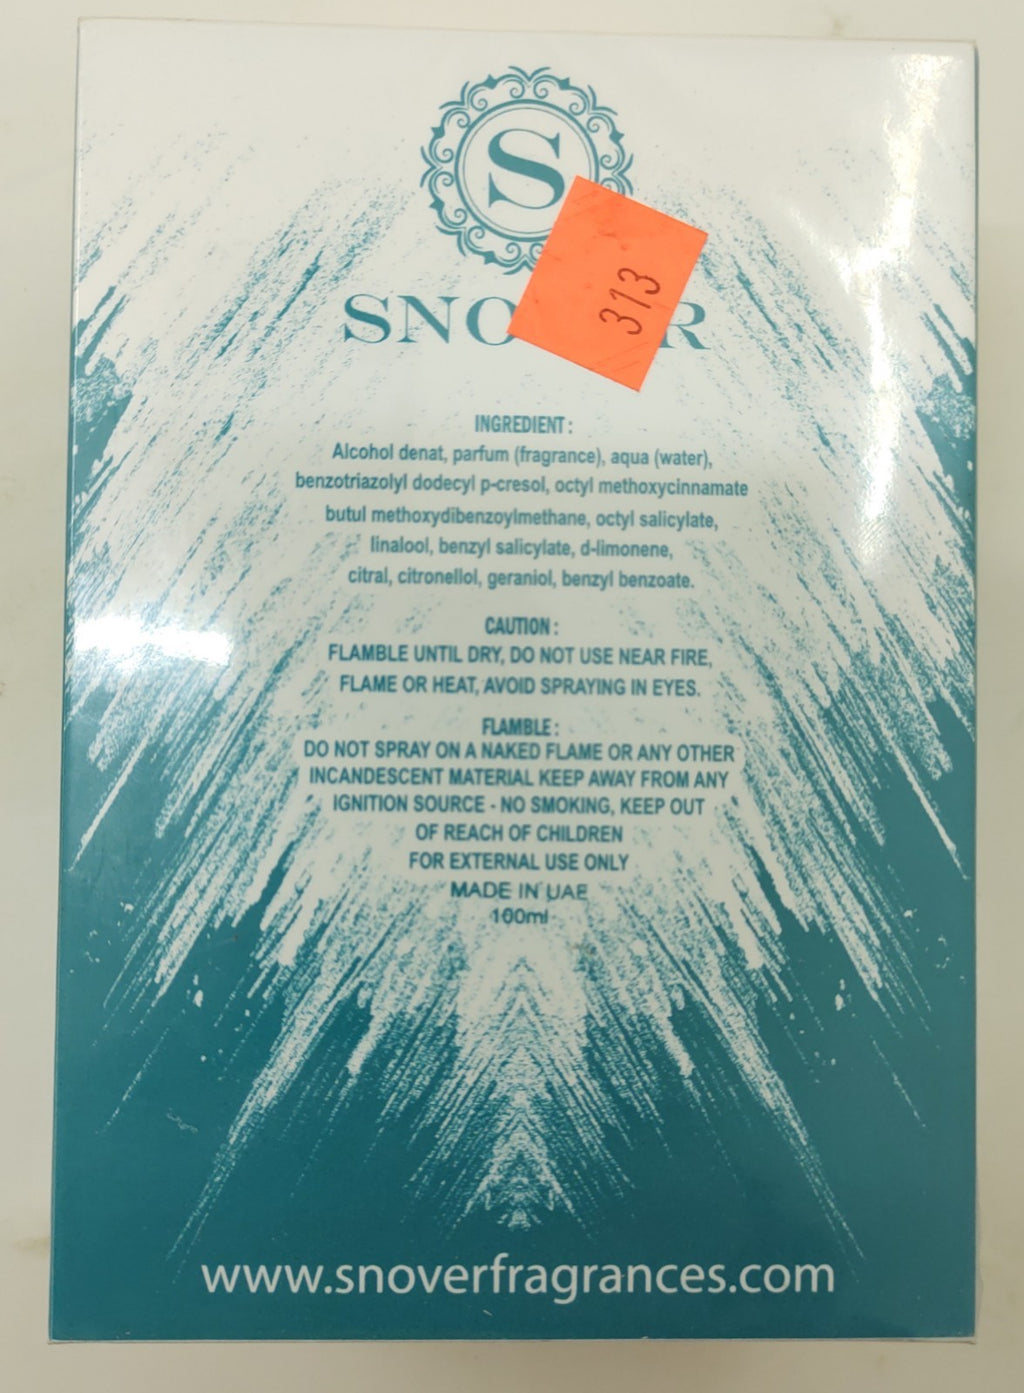 S
313
SNO R
INGREDIENT :
Alcohol denat, parfum (fragrance), aqua (water),
benzotriazolyl dodecyl p-cresol, octyl methoxycinnamate
butul methoxydibenzoylmethane, octyl salicylate,
linalool, benzyl salicylate, d-limonene,
citral, citronellol, geraniol, benzyl benzoate.
CAUTION :
FLAMBLE UNTIL DRY, DO NOT USE NEAR FIRE,
FLAME OR HEAT, AVOID SPRAYING IN EYES.
FLAMBLE :
DO NOT SPRAY ON A NAKED FLAME OR ANY OTHER
INCANDESCENT MATERIAL KEEP AWAY FROM ANY
IGNITION SOURCE - NO SMOKING, KEEP OUT
OF REACH OF CHILDREN
FOR EXTERNAL USE ONLY
MADE IN UAE
100ml
www.snoverfragrances.com